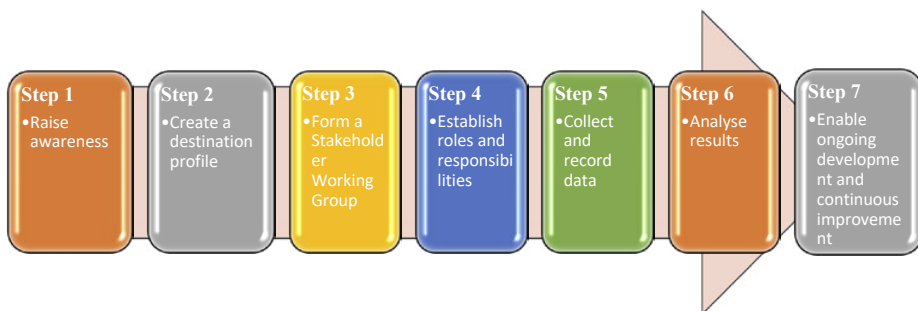 Step 1
•Raise
awareness
Step 2
•Create a
destination
profile
Step 3
•Form a
Stakehold
er
Working
Group
Step 4
•Establish
roles and
responsibi
lities
Step 5
•Collect
and
record
data
Step 6
•Analyse
results
Step 7
•Enable
ongoing
developme
nt and
continuous
improveme
nt